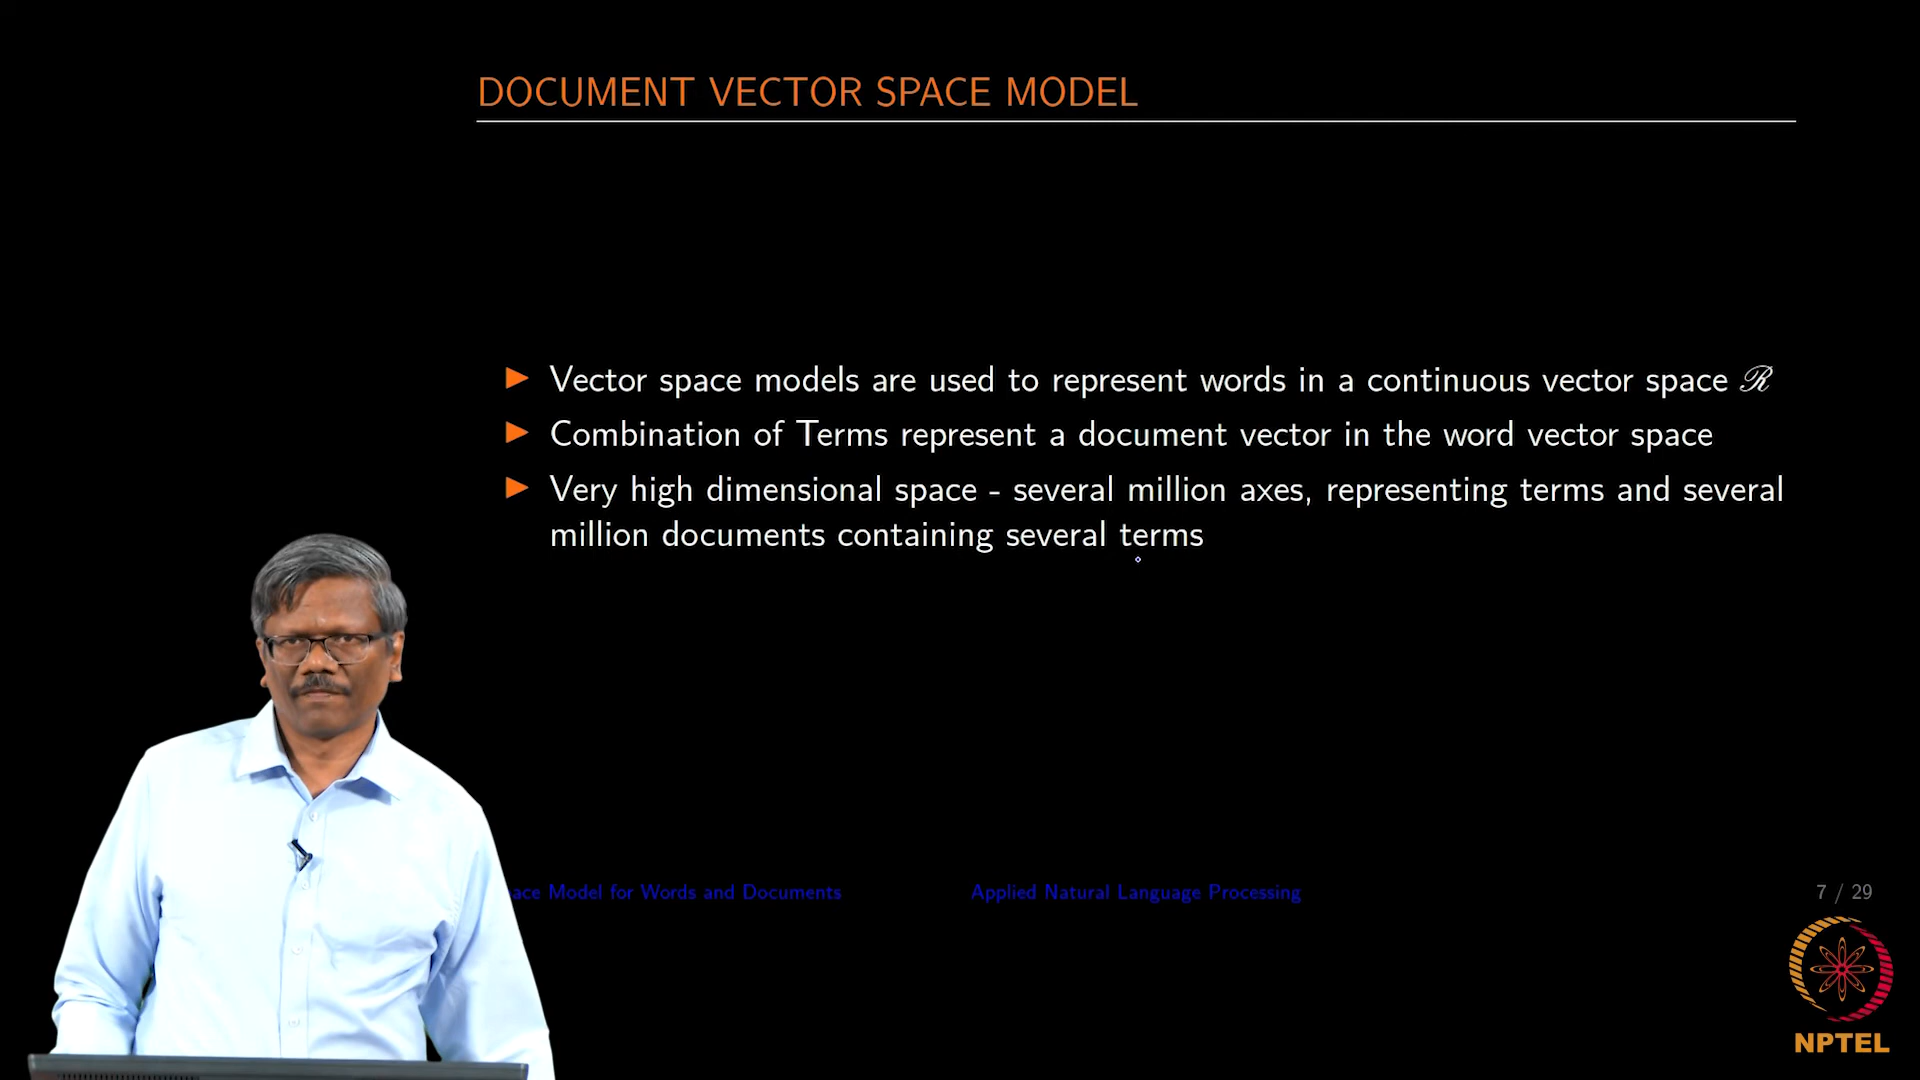 DOCUMENT VECTOR SPACE MODEL
▶ Vector space models are used to represent words in a continuous vector space ℛ
▶ Combination of Terms represent a document vector in the word vector space
▶ Very high dimensional space - several million axes, representing terms and several
million documents containing several terms
Model for Words and Documents
Applied Natural Language Processing
7 / 29
NPTEL